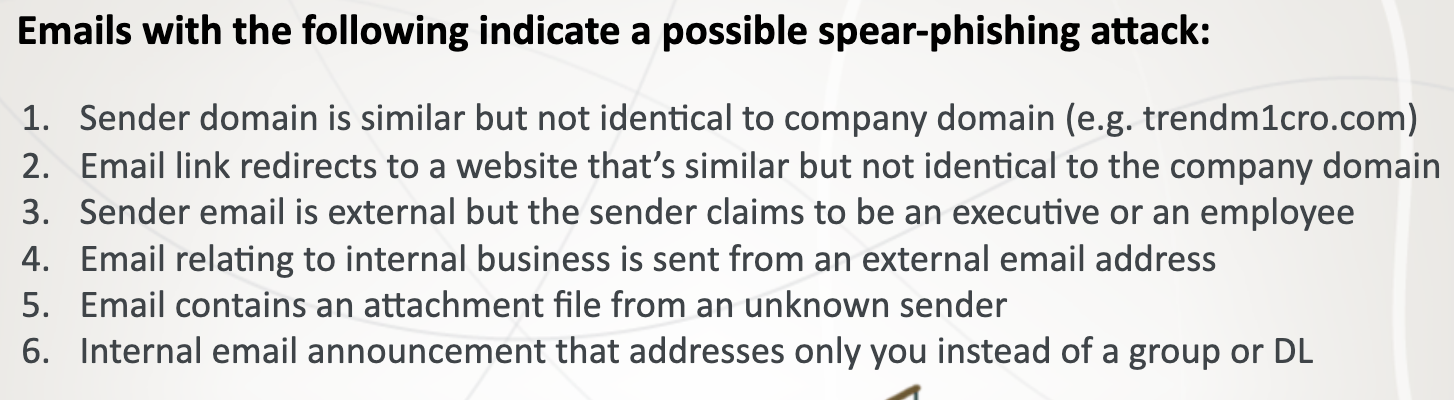 Emails with the following indicate a possible spear-phishing attack:
1. Sender domain is similar but not identical to company domain (e.g. trendm1cro.com)
2. Email link redirects to a website that’s similar but not identical to the company domain
3. Sender email is external but the sender claims to be an executive or an employee
4. Email relating to internal business is sent from an external email address
5. Email contains an attachment file from an unknown sender
6. Internal email announcement that addresses only you instead of a group or DL